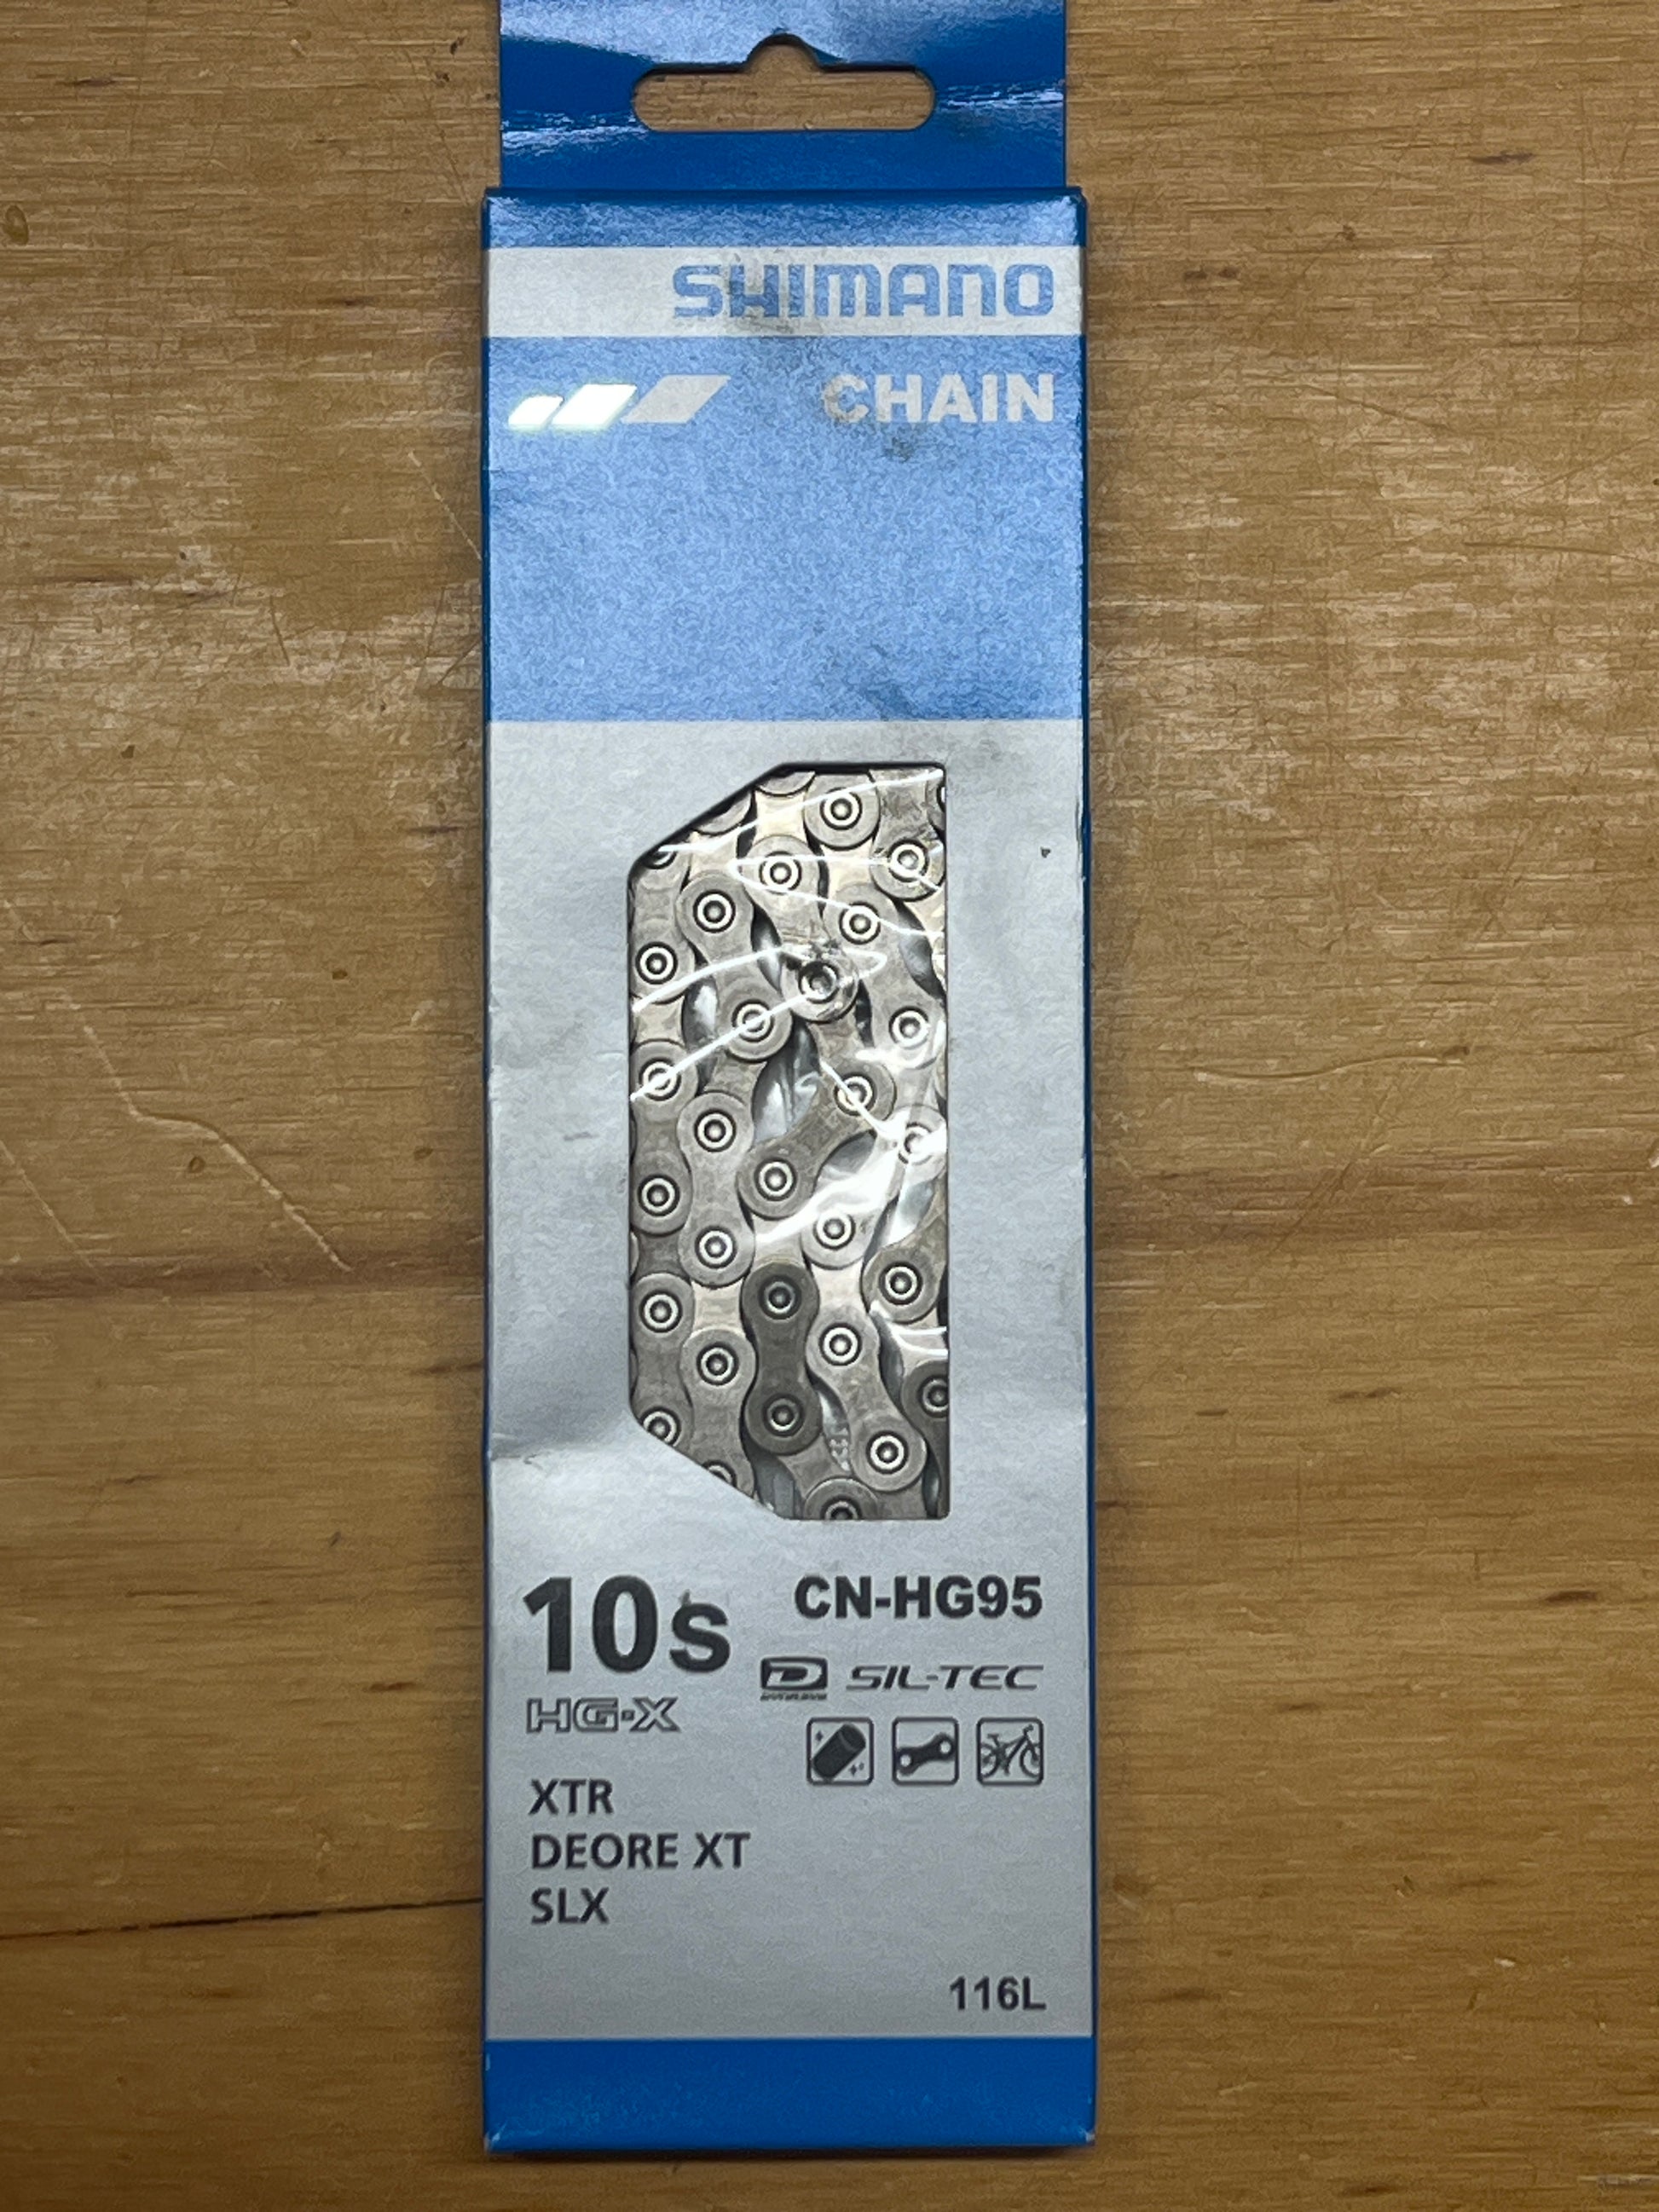 SHIMANO
CHAIN
10s
CN-HG95
SIL-TEC
HG-X
XTR
DEORE XT
SLX
116L